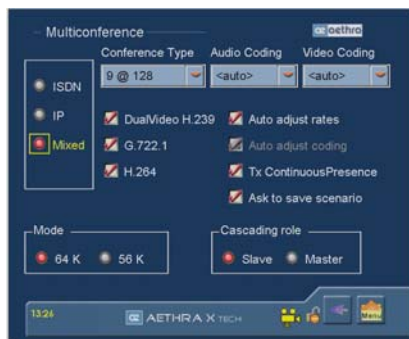 Multiconference
aethra
Conference Type Audio Coding Video Coding
9 @ 128 <auto> <auto>
ISDN
IP
Mixed
DualVideo H.239
G.722.1
H.264
Auto adjust rates
Auto adjust coding
Tx ContinuousPresence
Ask to save scenario
Mode
64 K 56 K
Cascading role
Slave Master
13:26
AETHRA X TECH
Menu